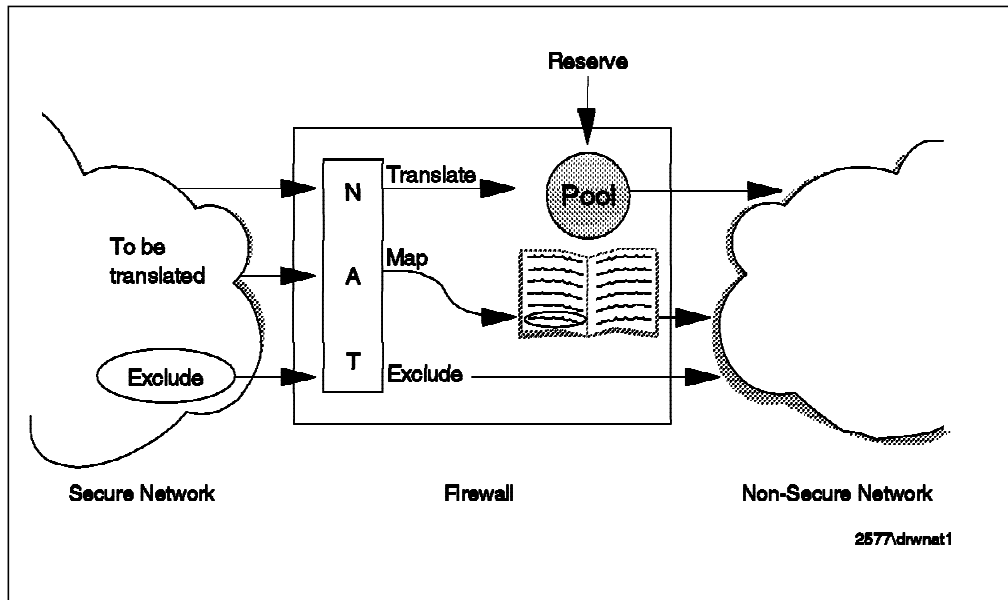 Reserve
N
A
T
Translate
Pool
To be
translated
Map
Exclude
Exclude
Secure Network
Firewall
Non-Secure Network
2577\drwnat1